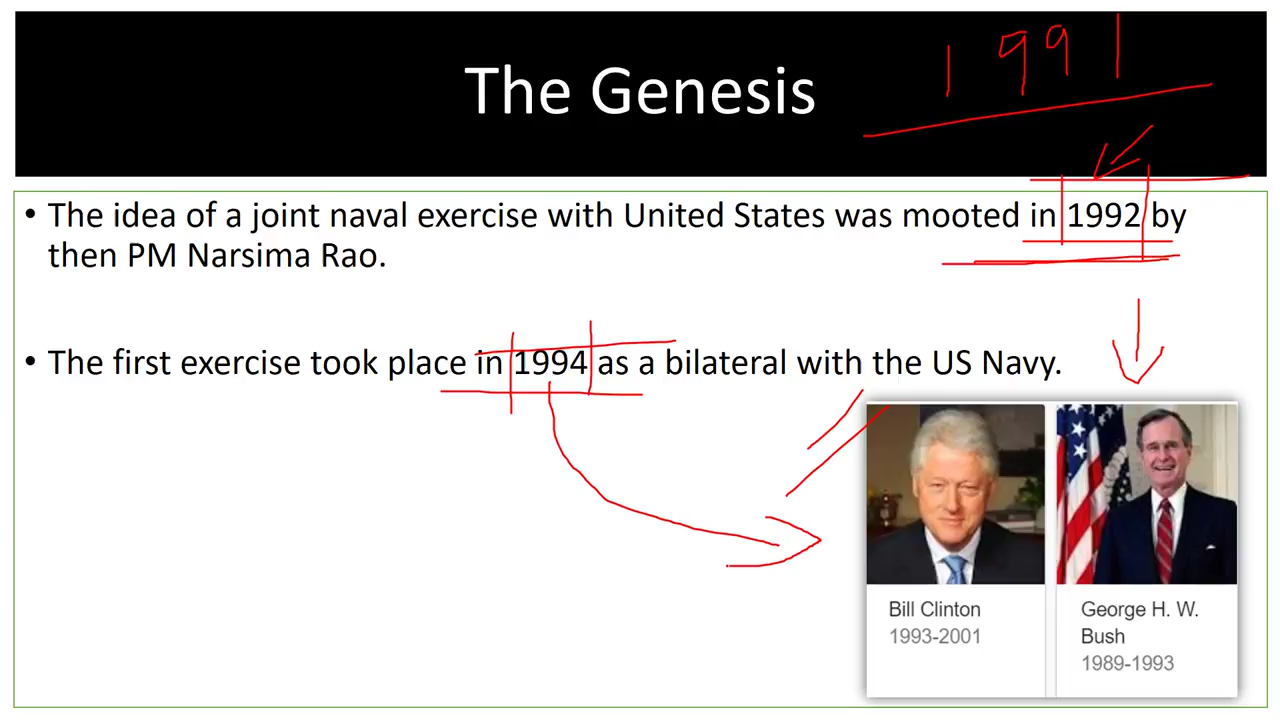 The Genesis
1991
• The idea of a joint naval exercise with United States was mooted in 1992 by
then PM Narsima Rao.
• The first exercise took place in 1994 as a bilateral with the US Navy.
Bill Clinton
1993-2001
George H. W.
Bush
1989-1993